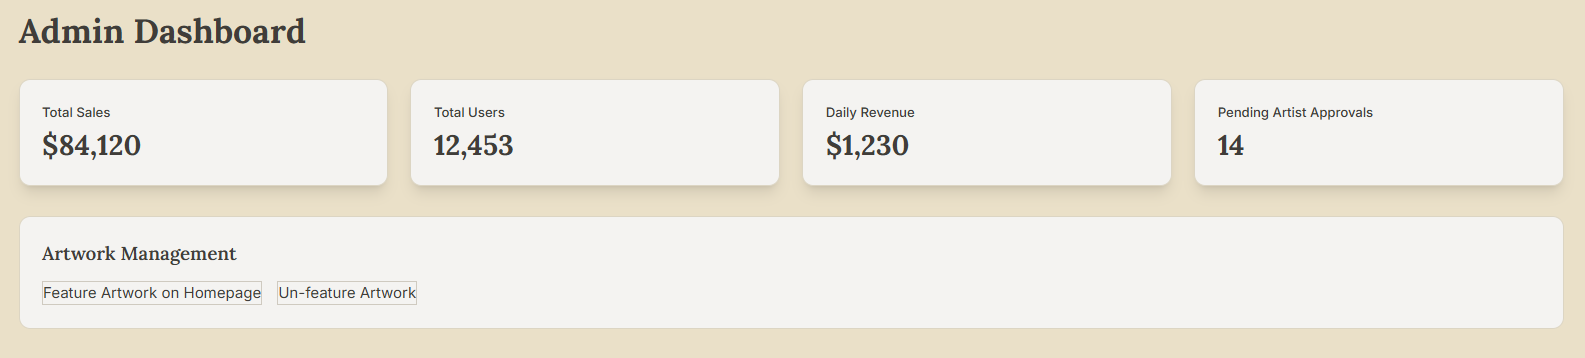 Admin Dashboard
Total Sales
$84,120
Total Users
12,453
Daily Revenue
$1,230
Pending Artist Approvals
14
Artwork Management
Feature Artwork on Homepage
Un-feature Artwork